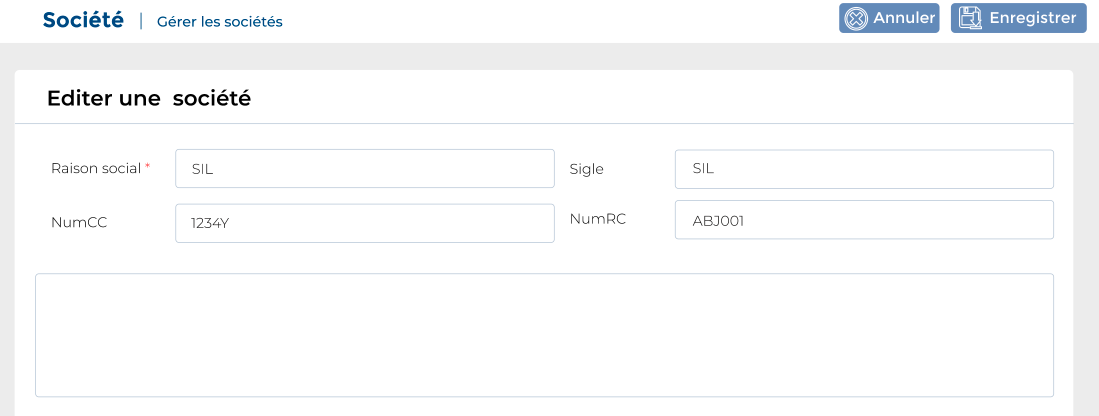 Société | Gérer les sociétés Annuler Enregistrer
Editer une société
Raison social * SIL Sigle SIL
NumCC 1234Y NumRC ABJ001